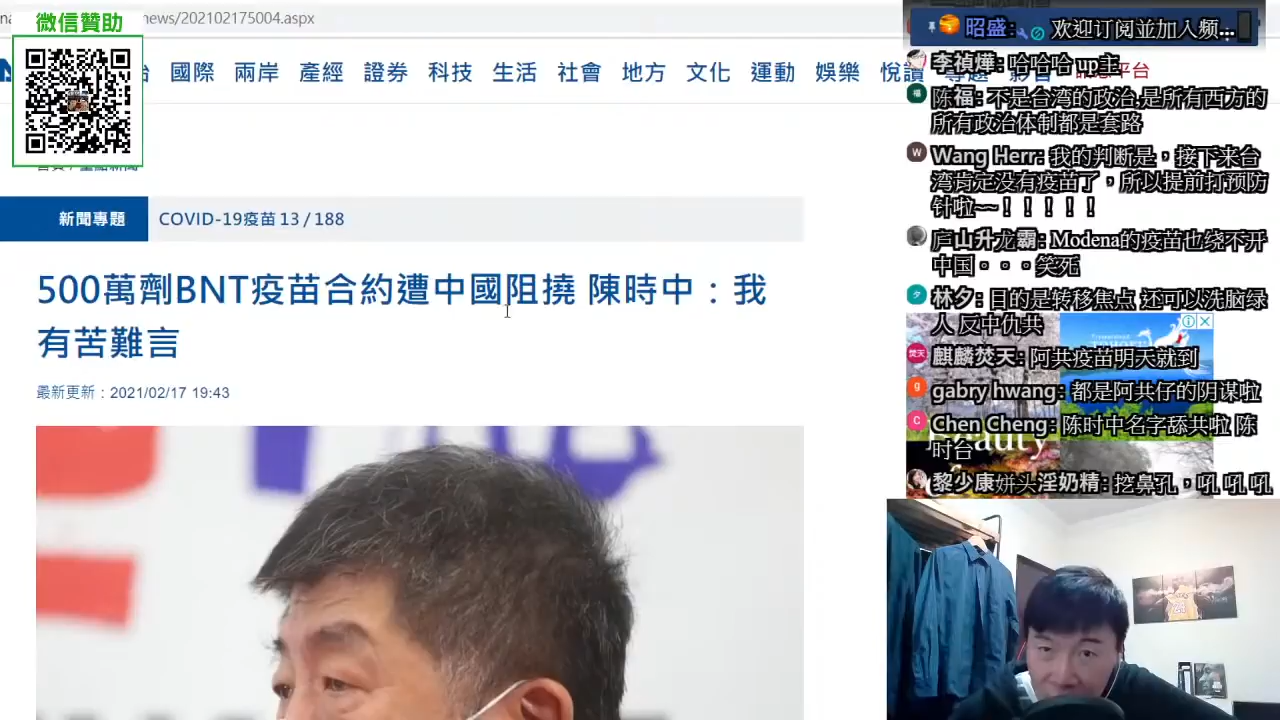 微信贊助
news/202102175004.aspx
國際 兩岸 產經 證券 科技 生活 社會 地方 文化 運動 娛樂 悅讀
新聞專題
COVID-19疫苗 13 / 188
500萬劑BNT疫苗合約遭中國阻撓 陳時中：我
有苦難言
最新更新：2021/02/17 19:43
昭盛: 欢迎订阅並加入频...
李禎燁: 哈哈哈 up主
陈福: 不是台湾的政治,是所有西方的
所有政治体制都是套路
Wang Herr: 我的判断是，接下来台
湾肯定没有疫苗了，所以提前打预防
针啦~~！！！！！
庐山升龙霸: Modena的疫苗也绕不开
中国。。。笑死
林夕: 目的是转移焦点 还可以洗脑绿
人 反中仇共
麒麟焚天: 阿共疫苗明天就到
gabry hwang: 都是阿共仔的阴谋啦
Chen Cheng: 陈时中名字舔共啦 陈
时台
黎少康姘头淫奶精: 挖鼻孔，吼 吼 吼